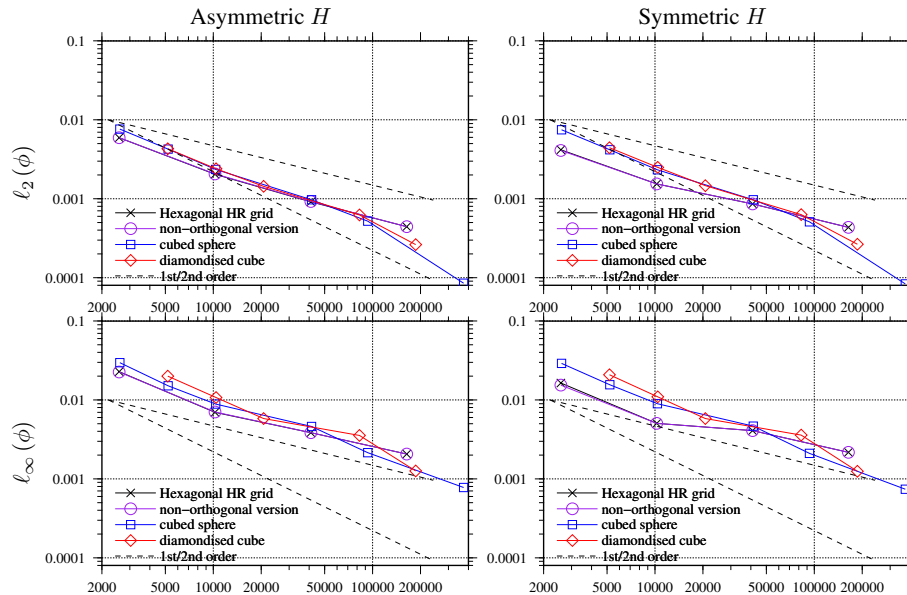 Asymmetric H
Symmetric H
ℓ2 (ϕ)
0.1
0.01
0.001
0.0001
Hexagonal HR grid
non−orthogonal version
cubed sphere
diamondised cube
1st/2nd order
2000 5000 10000 20000 50000 100000 200000
0.1
0.01
0.001
0.0001
Hexagonal HR grid
non−orthogonal version
cubed sphere
diamondised cube
1st/2nd order
2000 5000 10000 20000 50000 100000 200000
ℓ∞ (ϕ)
0.1
0.01
0.001
0.0001
Hexagonal HR grid
non−orthogonal version
cubed sphere
diamondised cube
1st/2nd order
2000 5000 10000 20000 50000 100000 200000
0.1
0.01
0.001
0.0001
Hexagonal HR grid
non−orthogonal version
cubed sphere
diamondised cube
1st/2nd order
2000 5000 10000 20000 50000 100000 200000